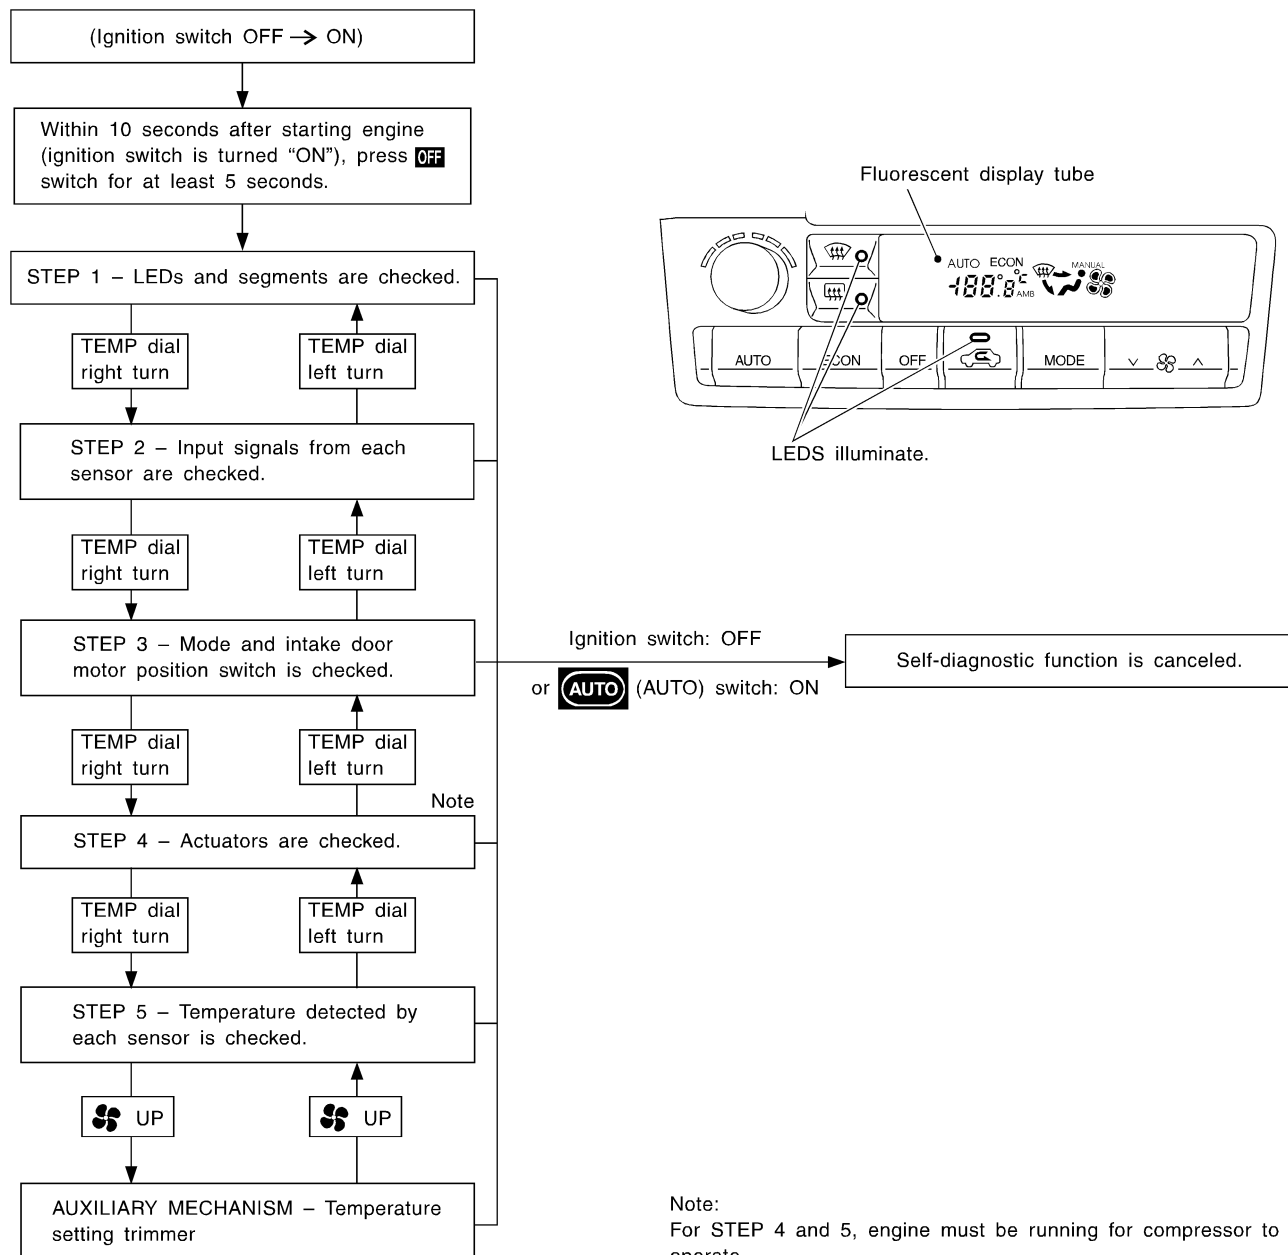 (Ignition switch OFF → ON)
Within 10 seconds after starting engine
(ignition switch is turned “ON”), press OFF
switch for at least 5 seconds.
STEP 1 – LEDs and segments are checked.
TEMP dial
right turn
TEMP dial
left turn
STEP 2 – Input signals from each
sensor are checked.
TEMP dial
right turn
TEMP dial
left turn
STEP 3 – Mode and intake door
motor position switch is checked.
TEMP dial
right turn
TEMP dial
left turn
Note
STEP 4 – Actuators are checked.
TEMP dial
right turn
TEMP dial
left turn
STEP 5 – Temperature detected by
each sensor is checked.
UP
UP
AUXILIARY MECHANISM – Temperature
setting trimmer
Fluorescent display tube
AUTO ECON
MANUAL
188.8°C
AMB
AUTO
ECON
OFF
MODE
LEDS illuminate.
Ignition switch: OFF
or AUTO (AUTO) switch: ON
Self-diagnostic function is canceled.
Note:
For STEP 4 and 5, engine must be running for compressor to
operate.